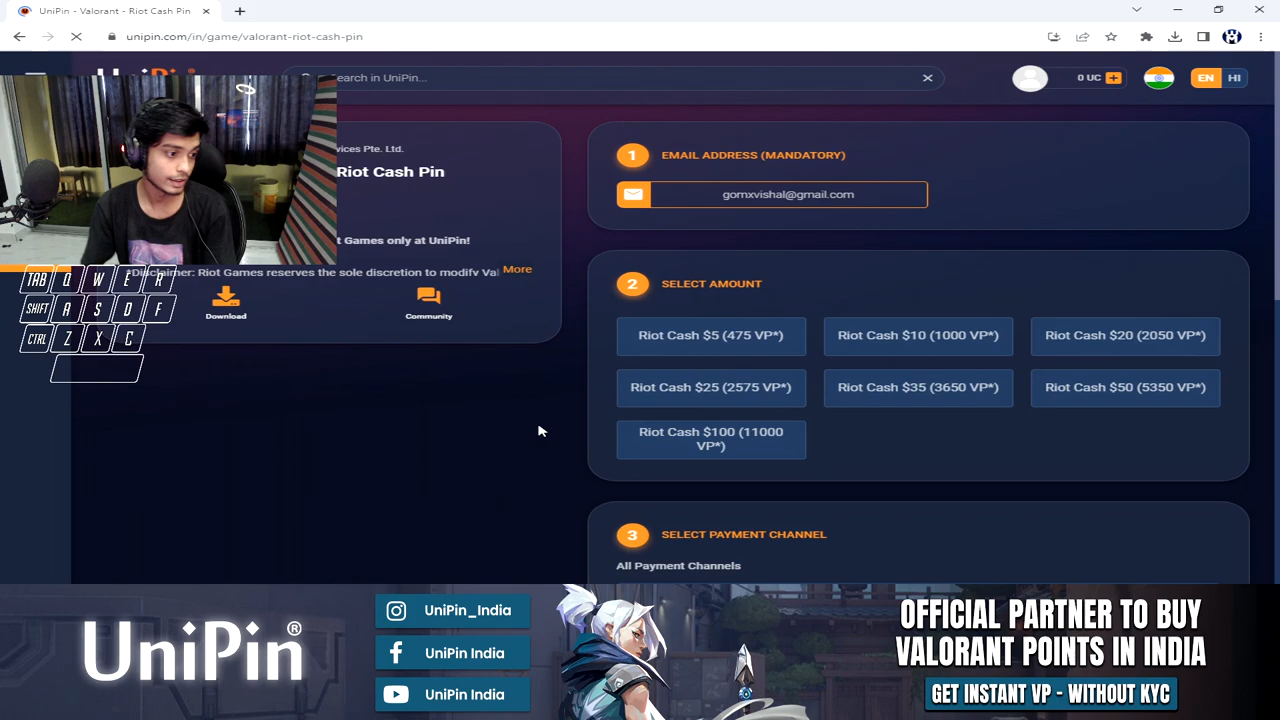 UniPin - Valorant - Riot Cash Pin
unipin.com/in/game/valorant-riot-cash-pin
Search in UniPin...
0 UC
EN
HI
vices Pte. Ltd.
Riot Cash Pin
t Games only at UniPin!
*Disclaimer: Riot Games reserves the sole discretion to modify Val
More
Download
Community
1 EMAIL ADDRESS (MANDATORY)
gomxvishal@gmail.com
2 SELECT AMOUNT
Riot Cash $5 (475 VP*)
Riot Cash $10 (1000 VP*)
Riot Cash $20 (2050 VP*)
Riot Cash $25 (2575 VP*)
Riot Cash $35 (3650 VP*)
Riot Cash $50 (5350 VP*)
Riot Cash $100 (11000
VP*)
3 SELECT PAYMENT CHANNEL
All Payment Channels
TAB Q W E R
SHIFT A S D F
CTRL Z X C
UniPin®
UniPin_India
UniPin India
UniPin India
OFFICIAL PARTNER TO BUY
VALORANT POINTS IN INDIA
GET INSTANT VP - WITHOUT KYC